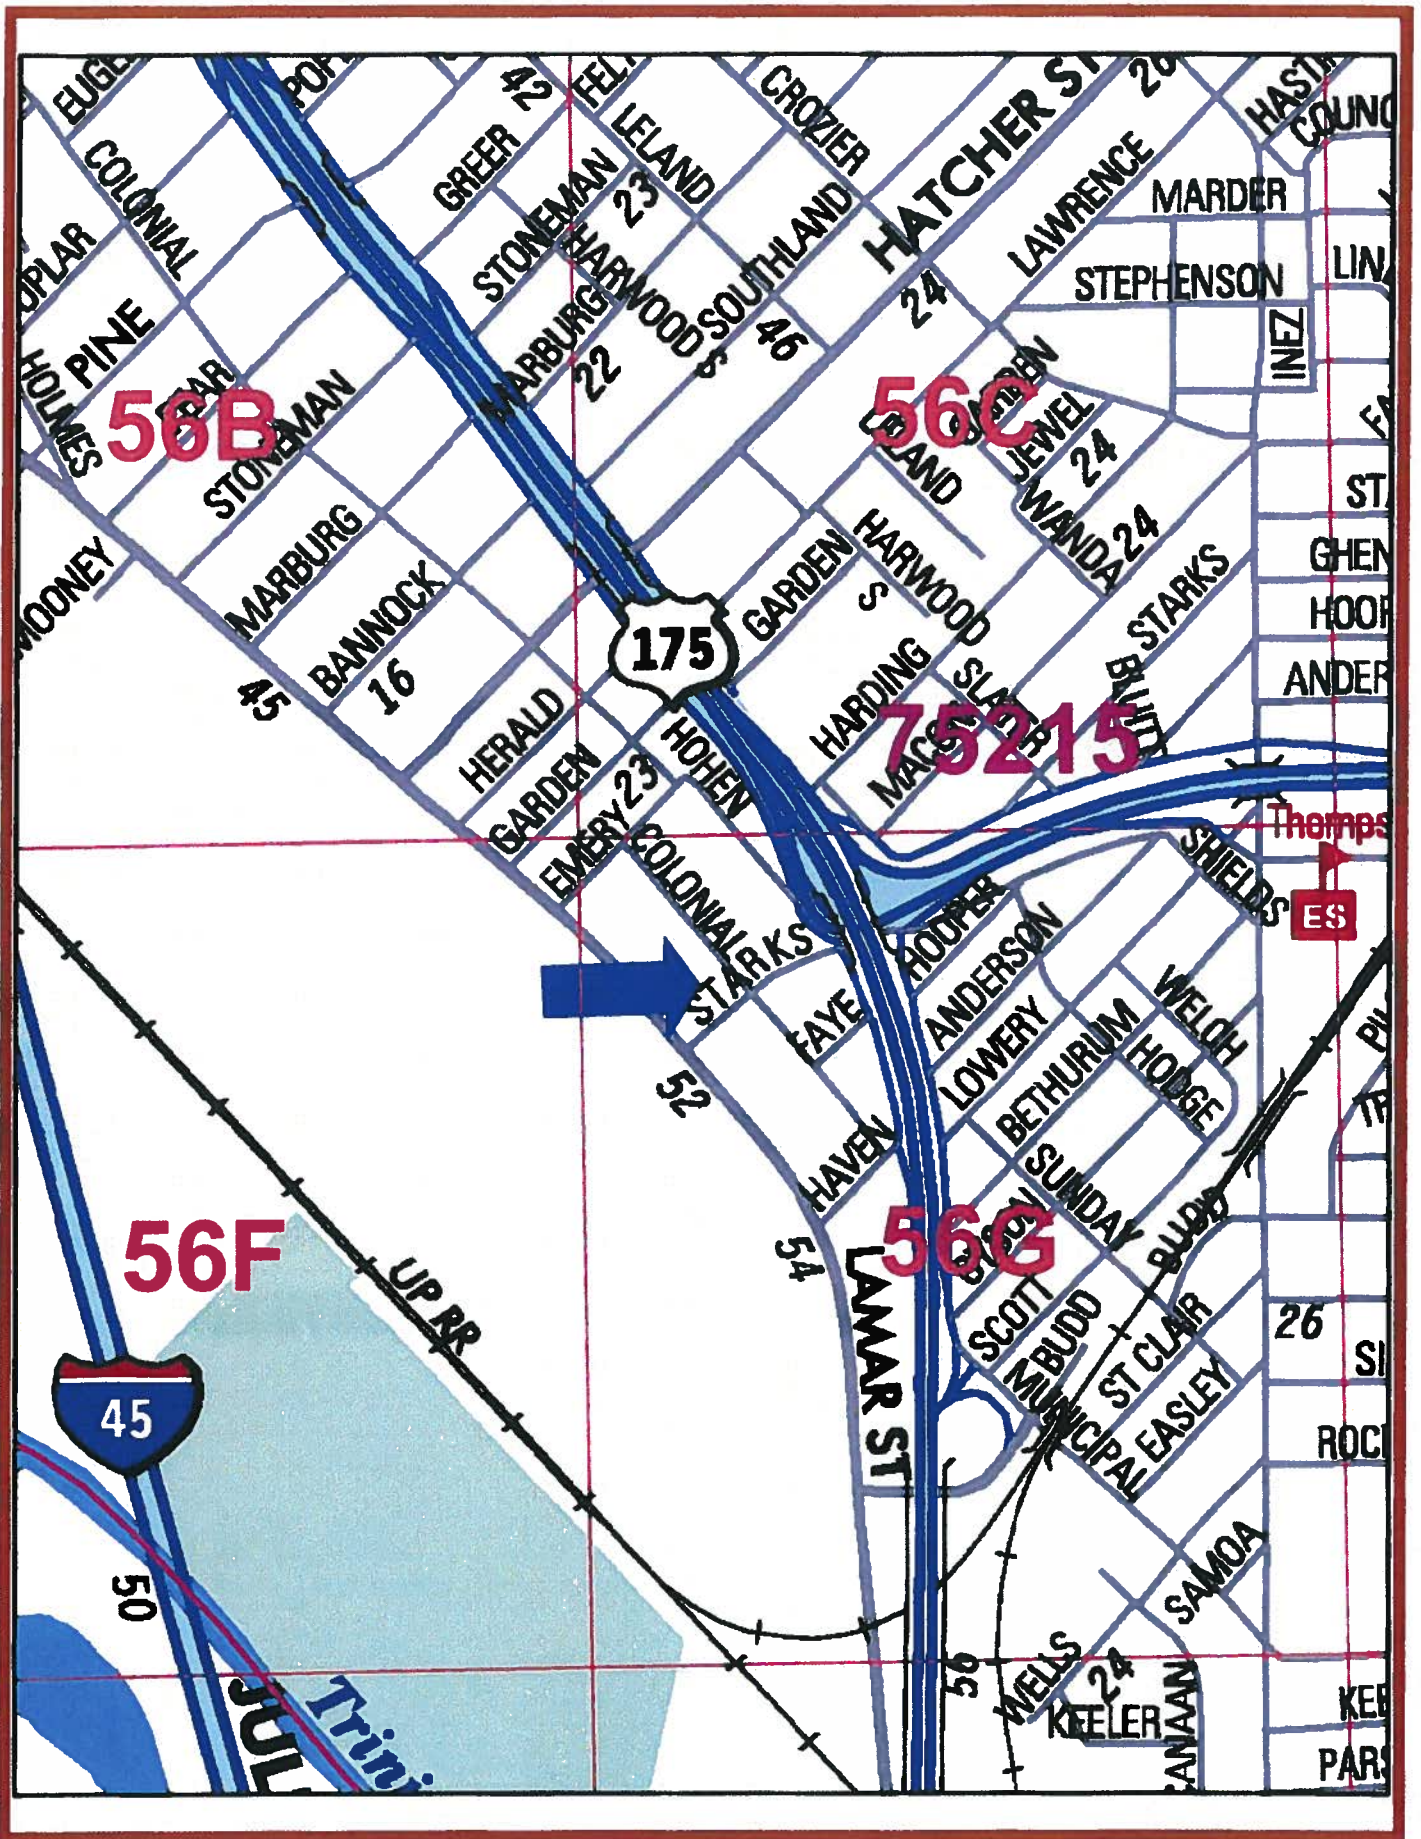 42
CROZIER
HATCHER ST
COLONIAL
GREER
LELAND
STONEMAN
23
LAWRENCE
MARDER
HARWOOD S
SOUTHLAND
STEPHENSON
24
INEZ
PINE
MARBURG
22
46
HOLMES
56B
STONEMAN
56C
JEWEL
24
WANDA
24
MOONEY
MARBURG
BANNOCK
16
45
GARDEN
HARWOOD
S
STARKS
175
HARDING
SLATER
75215
HERALD
GARDEN
EMERY
23
HOHEN
COLONIAL
STARKS
SHIELDS
ES
HOOPER
ANDERSON
FAYE
LOWERY
BETHURUM
WELCH
HODGE
52
HAVEN
SUNDAY
BUDD
56F
56G
54
UP RR
LAMAR ST
SCOTT
BUDD
ST CLAIR
26
MUNICIPAL
EASLEY
45
50
SAMOA
56
WELLS
24
KEELER